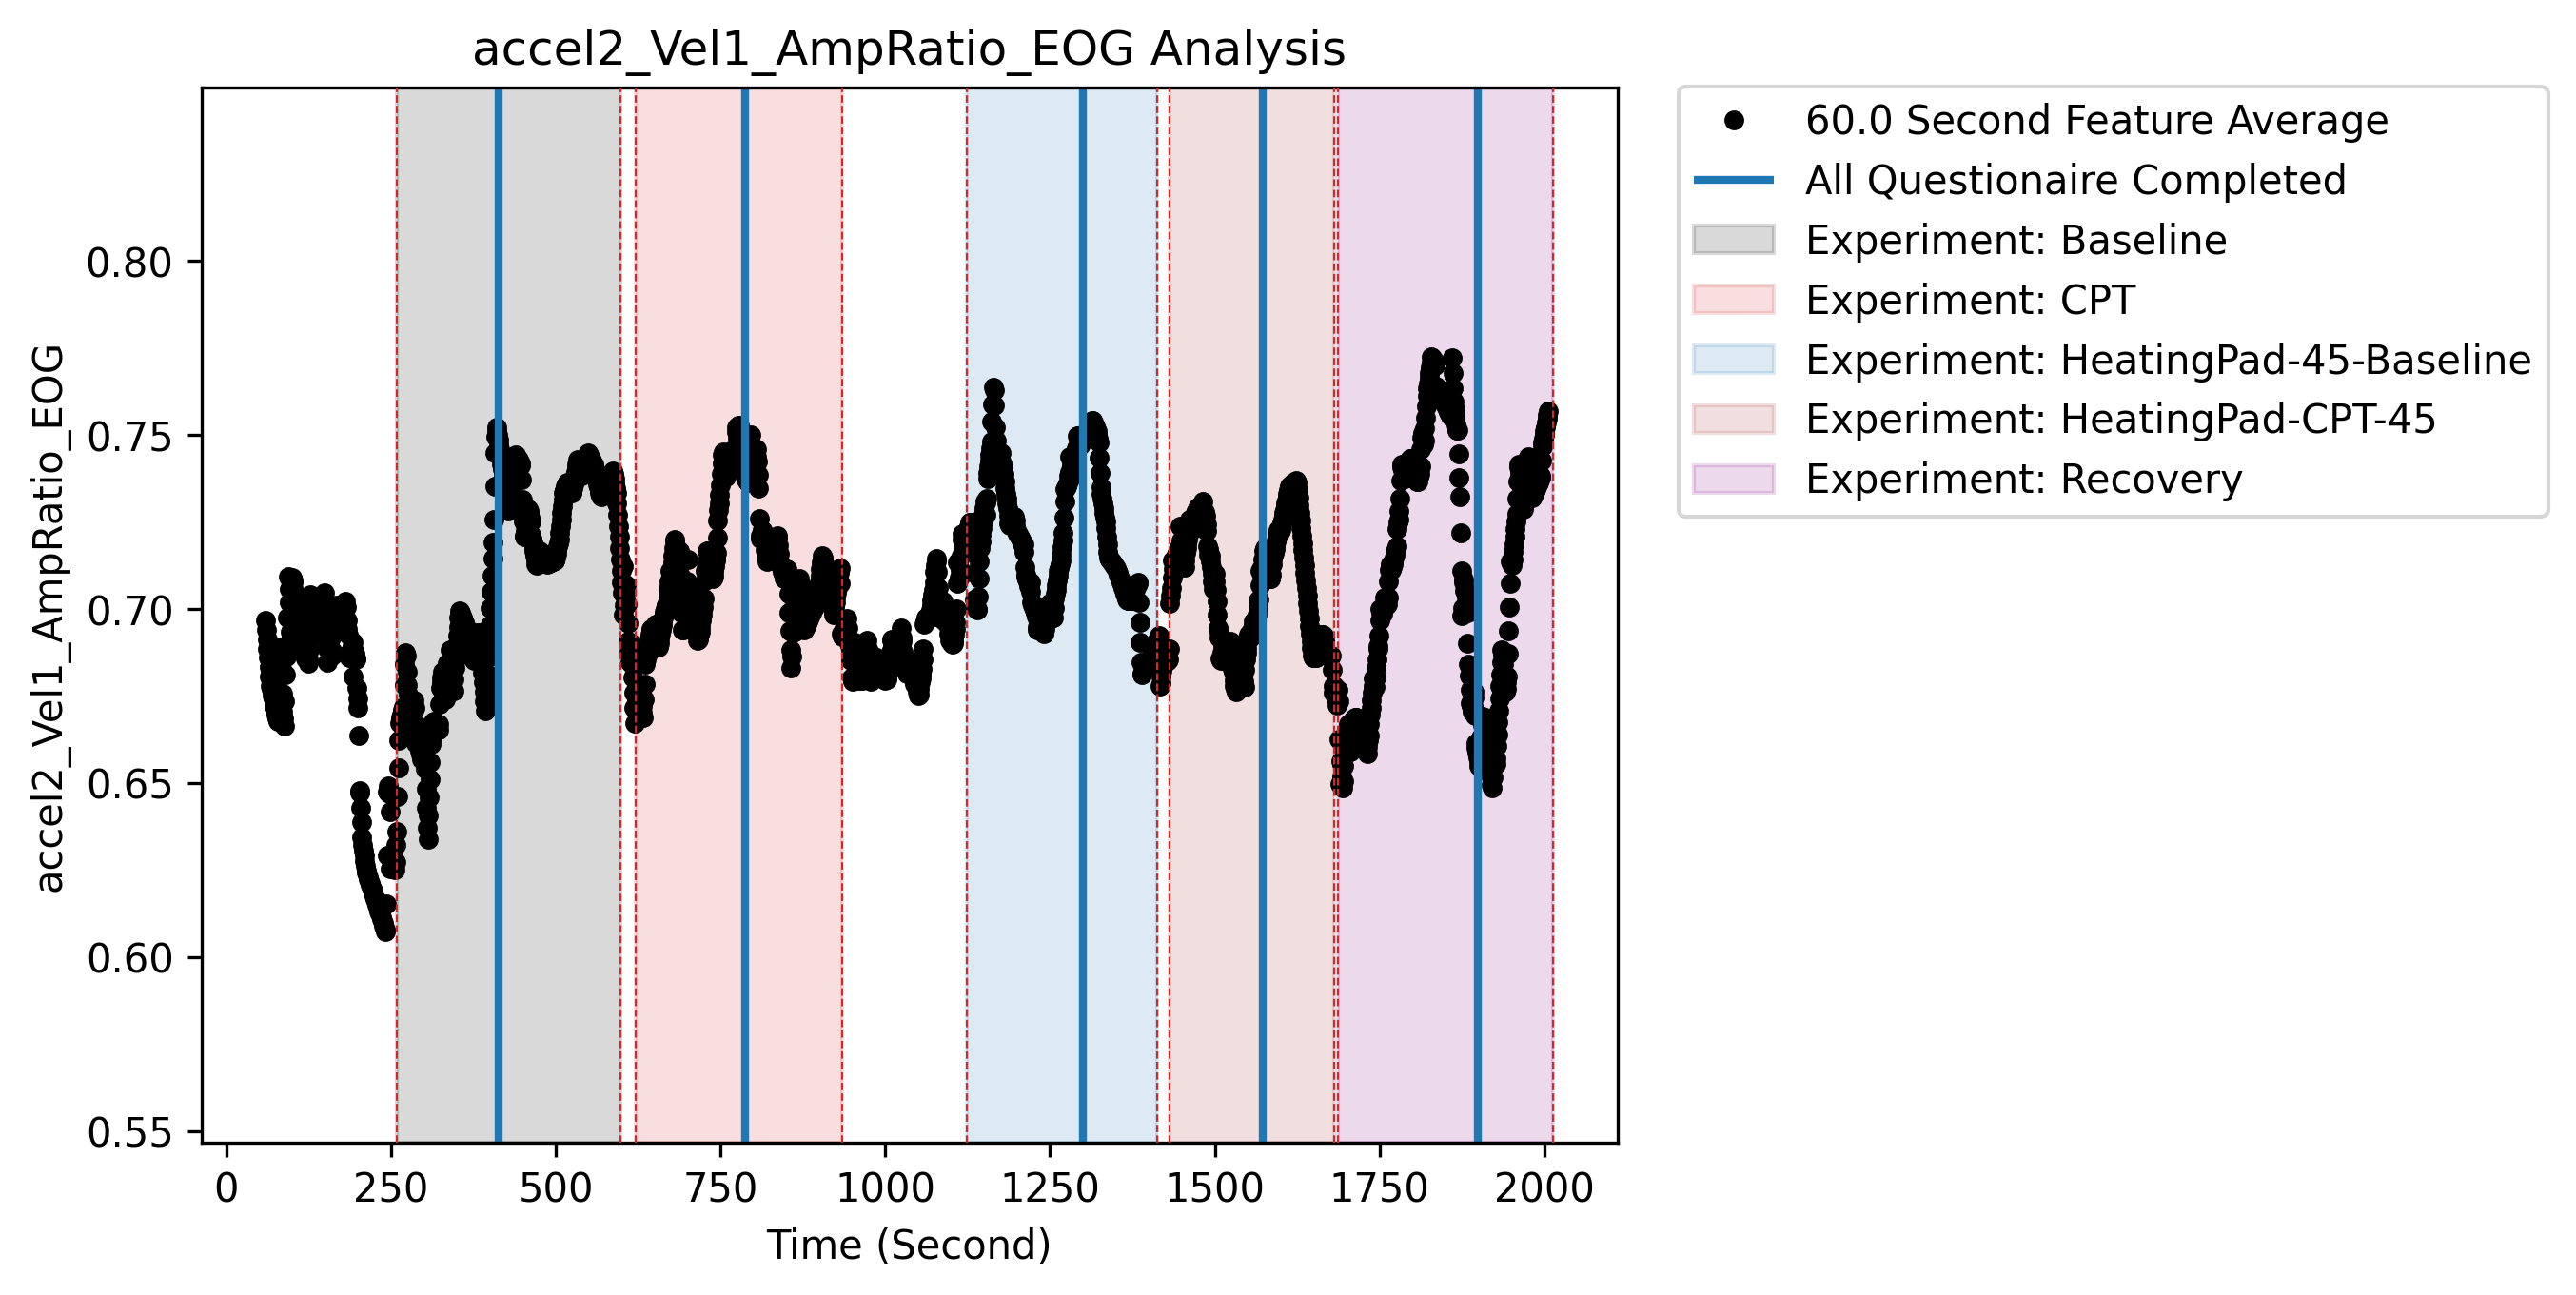 accel2_Vel1_AmpRatio_EOG Analysis
accel2_Vel1_AmpRatio_EOG
0.80
0.75
0.70
0.65
0.60
0.55
0
250
500
750
1000
1250
1500
1750
2000
Time (Second)
60.0 Second Feature Average
All Questionaire Completed
Experiment: Baseline
Experiment: CPT
Experiment: HeatingPad-45-Baseline
Experiment: HeatingPad-CPT-45
Experiment: Recovery